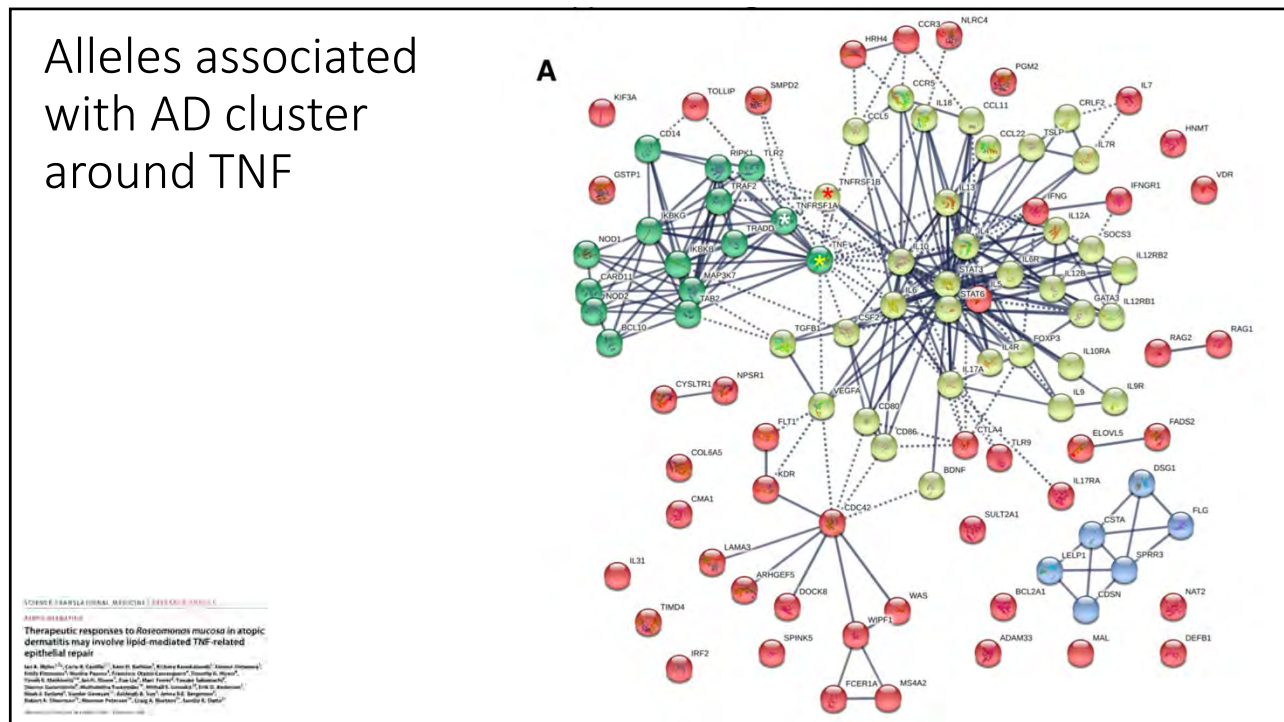 Alleles associated
with AD cluster
around TNF
A
HRH4
CCR3
NLRC4
PGM2
KIF3A
TOLLIP
SMPD2
CCR5
IL18
CCL11
CRLF2
IL7
CD14
CCL5
CCL22
TSLP
IL7R
HNMT
RIPK1
TLR2
GSTP1
TRAF2
TNFRSF1B
*
IL13
IFNG
IFNGR1
VDR
TNFRSF1A
*
IKBKG
TRADD
TNF
*
IL10
IL4
IL12A
SOCS3
NOD1
IKBKB
STAT3
IL6R
IL12B
IL12RB2
CARD11
MAP3K7
IL6
IL5
STAT6
GATA3
IL12RB1
NOD2
TAB2
CSF2
BCL10
TGFB1
IL4R
FOXP3
IL10RA
RAG2
RAG1
CYSLTR1
NPSR1
VEGFA
IL17A
IL9
IL9R
CD80
FLT1
CD86
CTLA4
TLR9
ELOVL5
FADS2
COL6A5
KDR
BDNF
IL17RA
DSG1
CMA1
CDC42
SULT2A1
CSTA
FLG
LAMA3
LELP1
SPRR3
IL31
ARHGEF5
DOCK8
WAS
BCL2A1
CDSN
NAT2
TIMD4
WIPF1
SPINK5
ADAM33
MAL
DEFB1
IRF2
FCER1A
MS4A2
SCIENCE TRANSLATIONAL MEDICINE | RESEARCH ARTICLE
Therapeutic responses to Roseomonas mucosa in atopic
dermatitis may involve lipid-mediated TNF-related
epithelial repair